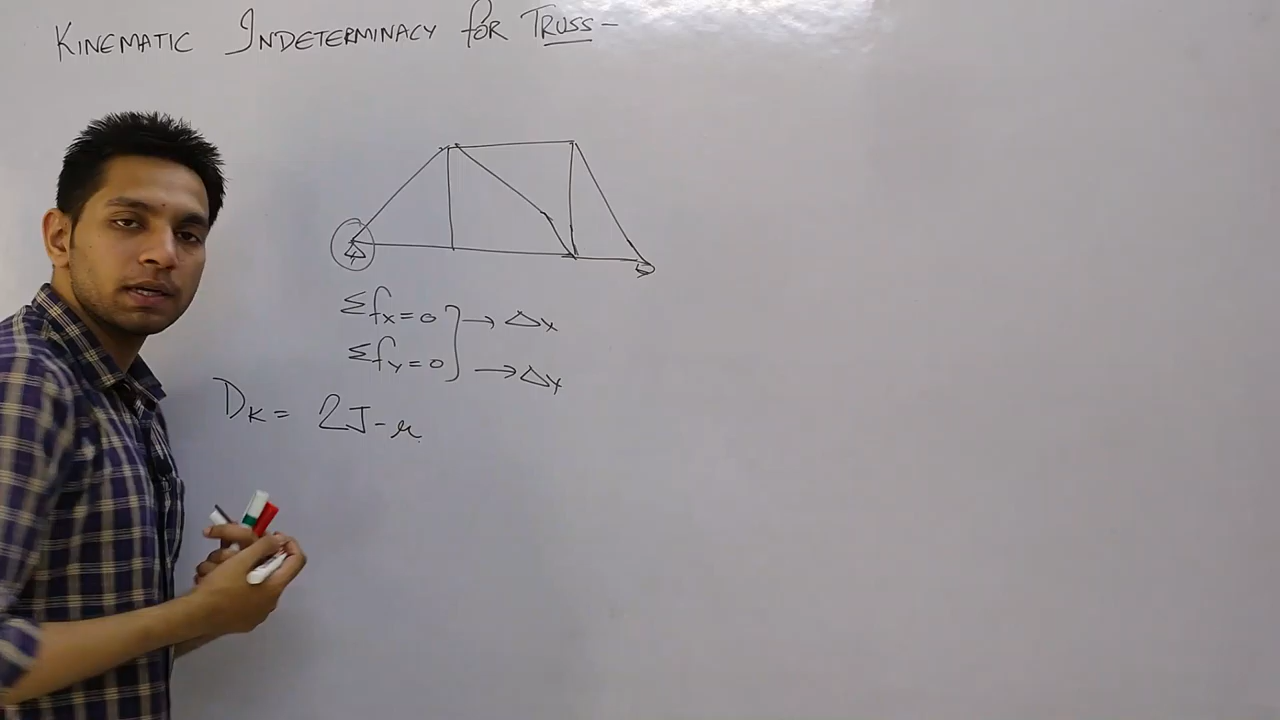 KINEMATIC INDETERMINACY for TRUSS –
Σfx = 0 } → Δx
Σfy = 0 → Δy
DK = 2J - r